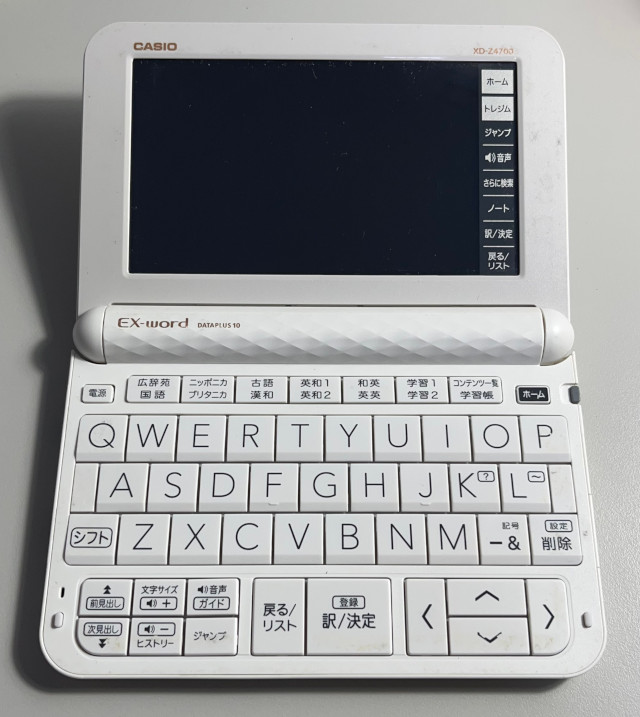 CASIO
XD-Z4700
ホーム
トレジム
ジャンプ
音声
さらに検索
ノート
訳/決定
戻る/
リスト
EX-word DATAPLUS 10
電源
広辞苑
国語
ニッポニカ
ブリタニカ
古語
漢和
英和1
英和2
和英
英英
学習1
学習2
コンテンツ一覧
学習帳
ホーム
Q W E R T Y U I O P
A S D F G H J K ? L ～
シフト Z X C V B N M 記号 -& 設定 削除
前見出し
文字サイズ
+
音声
ガイド
戻る/
リスト
登録
訳/決定
次見出し
−
ヒストリー
ジャンプ